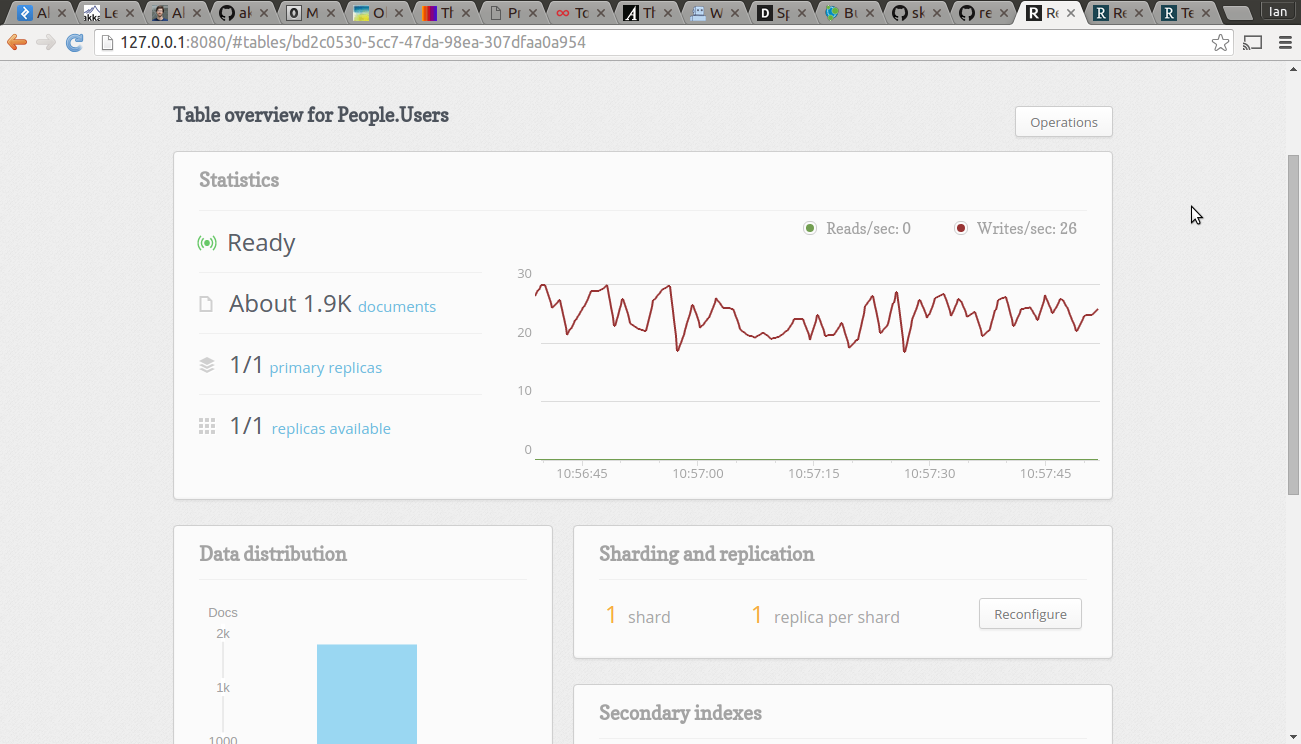 Al Le Al ak M O Th Pr To Th W Sp Bu sk re Re Re Te Ian
127.0.0.1:8080/#tables/bd2c0530-5cc7-47da-98ea-307dfaa0a954
Table overview for People.Users
Operations
Statistics
Ready
Reads/sec: 0 Writes/sec: 26
About 1.9K documents
1/1 primary replicas
1/1 replicas available
30
20
10
0
10:56:45 10:57:00 10:57:15 10:57:30 10:57:45
Data distribution
Docs
2k
1k
1000
Sharding and replication
1 shard 1 replica per shard Reconfigure
Secondary indexes